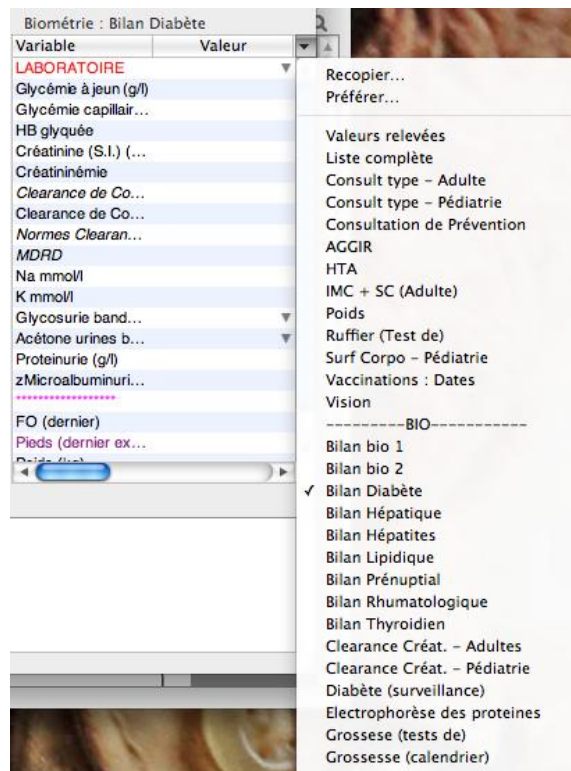 Biométrie : Bilan Diabète
Variable Valeur
LABORATOIRE
Glycémie à jeun (g/l)
Glycémie capillair...
HB glyquée
Créatinine (S.I.) (...
Créatininémie
Clearance de Co...
Clearance de Co...
Normes Clearan...
MDRD
Na mmol/l
K mmol/l
Glycosurie band...
Acétone urines b...
Proteinurie (g/l)
zMicroalbuminuri...
******************
FO (dernier)
Pieds (dernier ex...
Recopier...
Préférer...
Valeurs relevées
Liste complète
Consult type – Adulte
Consult type – Pédiatrie
Consultation de Prévention
AGGIR
HTA
IMC + SC (Adulte)
Poids
Ruffier (Test de)
Surf Corpo – Pédiatrie
Vaccinations : Dates
Vision
---------BIO-----------
Bilan bio 1
Bilan bio 2
✓ Bilan Diabète
Bilan Hépatique
Bilan Hépatites
Bilan Lipidique
Bilan Prénuptial
Bilan Rhumatologique
Bilan Thyroidien
Clearance Créat. – Adultes
Clearance Créat. – Pédiatrie
Diabète (surveillance)
Electrophorèse des proteines
Grossese (tests de)
Grossesse (calendrier)